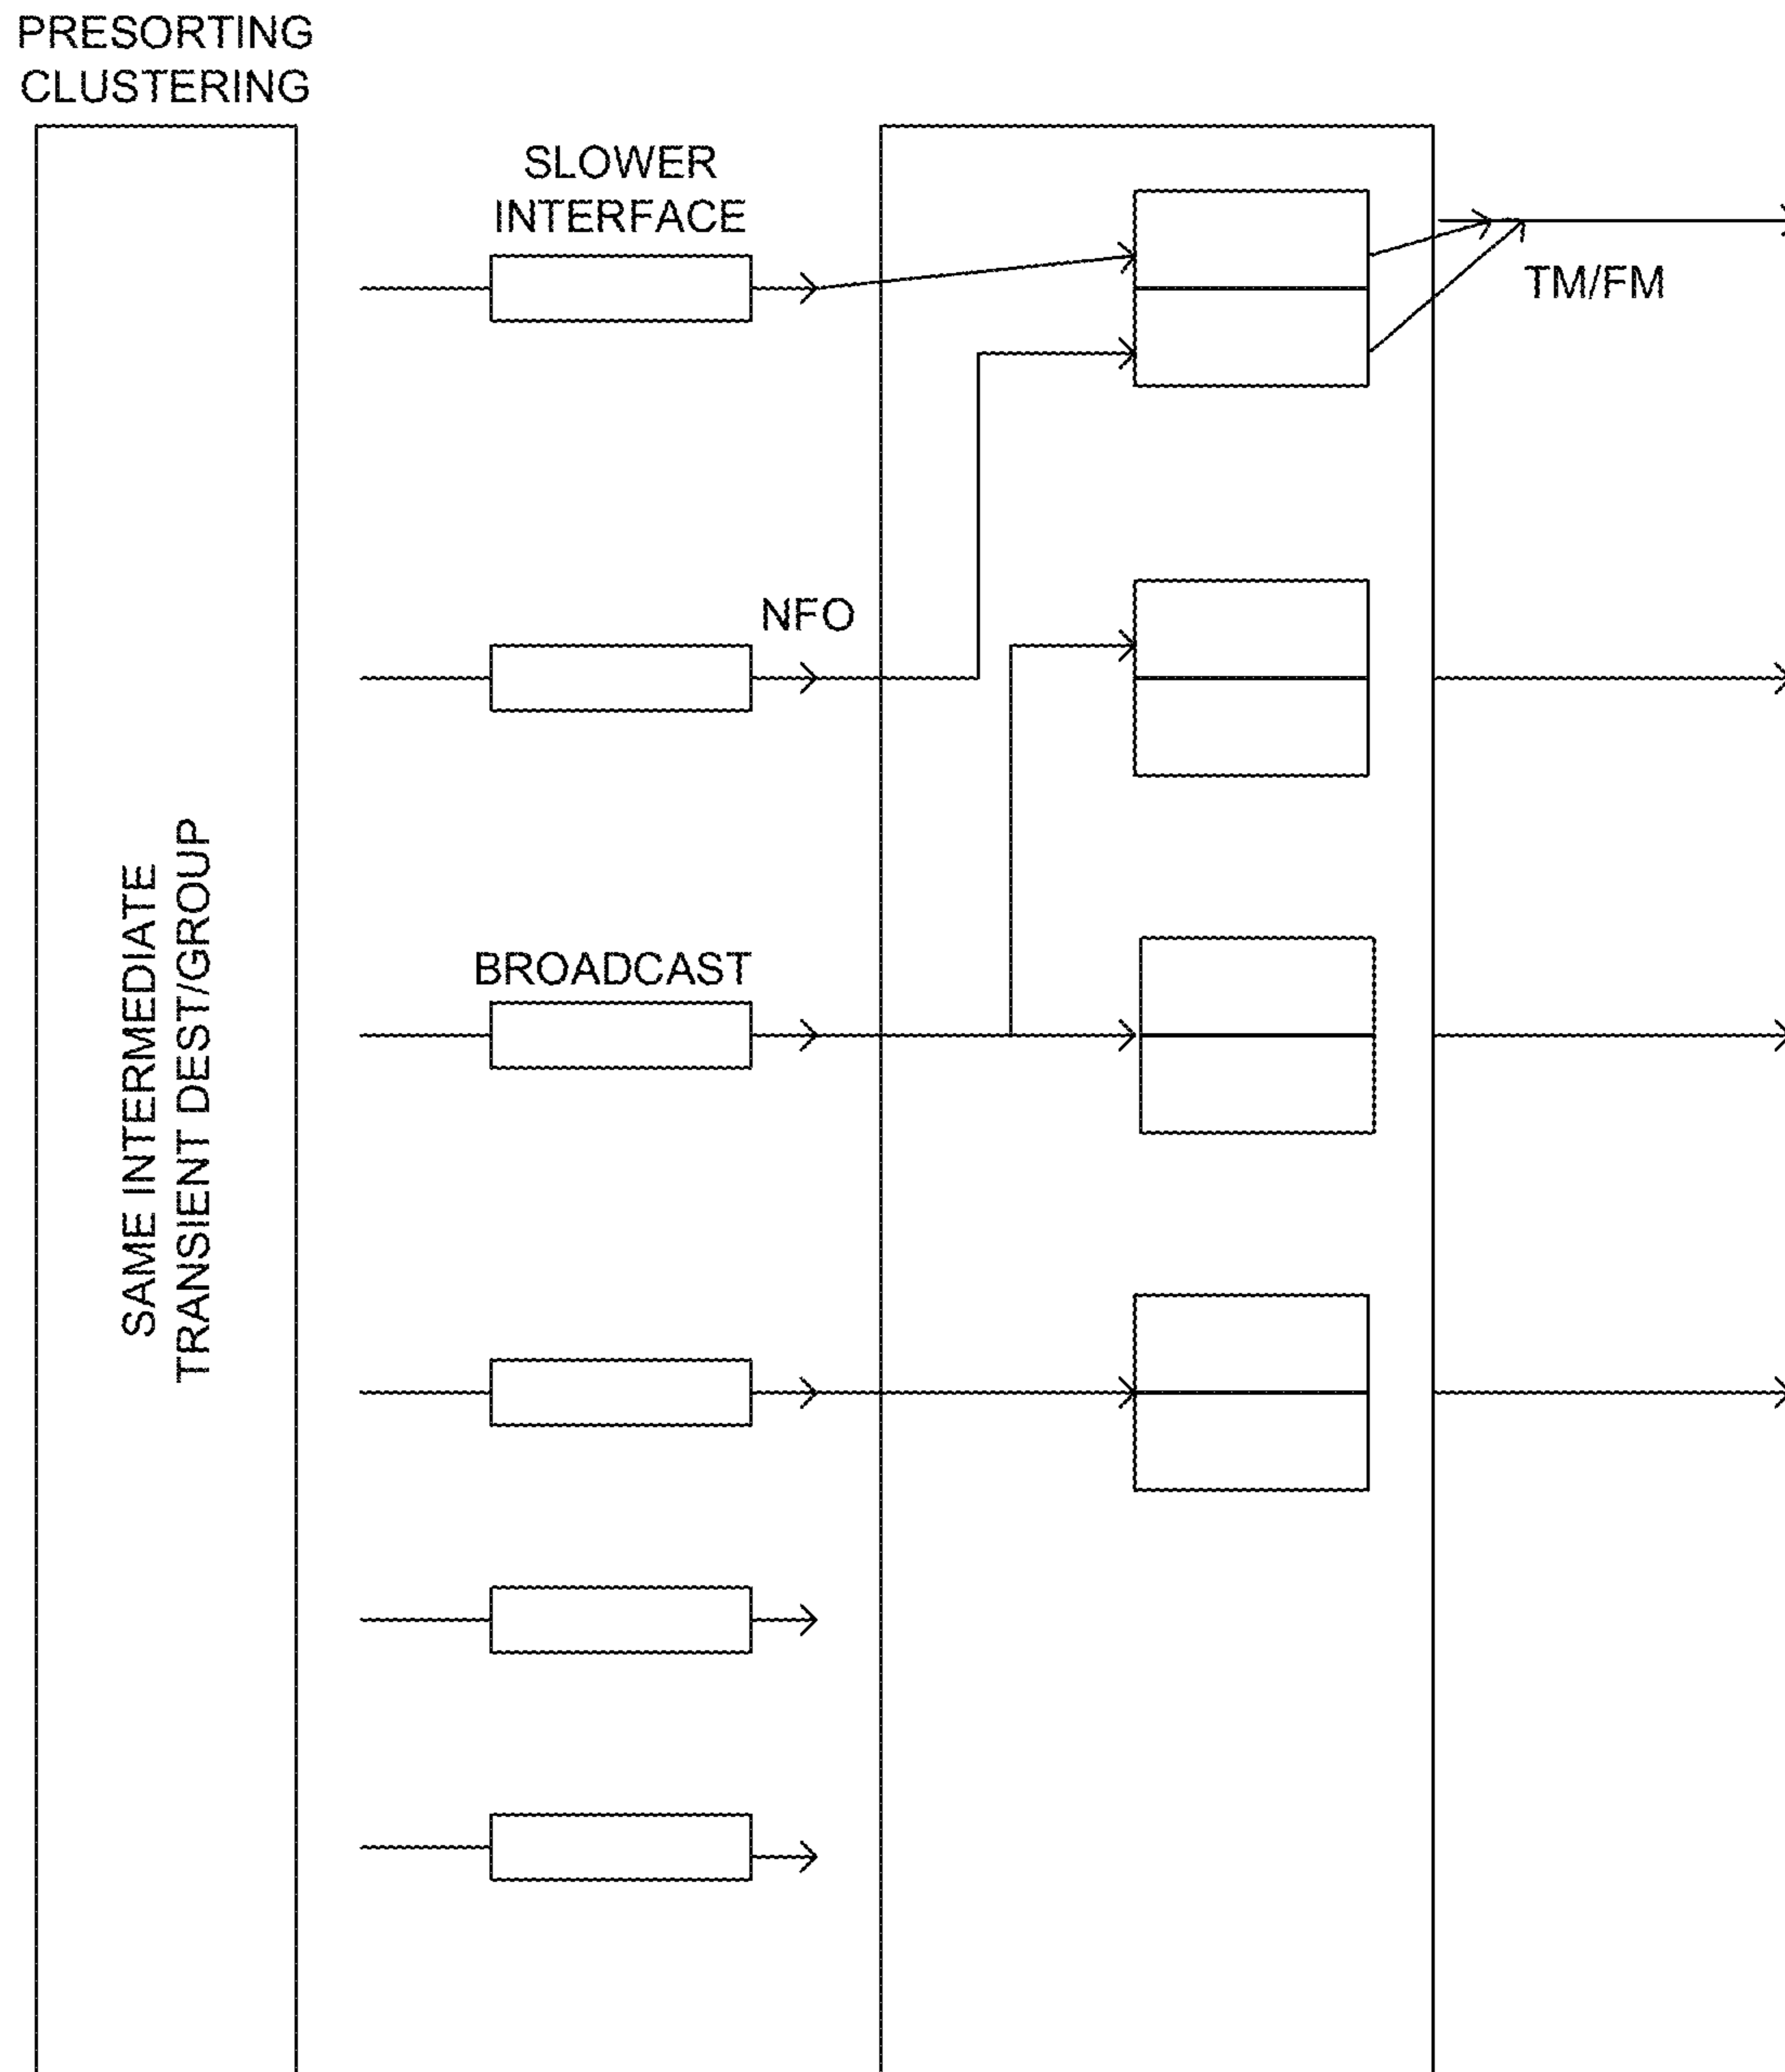 PRESORTING
CLUSTERING
SLOWER
INTERFACE
TM/FM
NFO
BROADCAST
SAME INTERMEDIATE
TRANSIENT DEST/GROUP